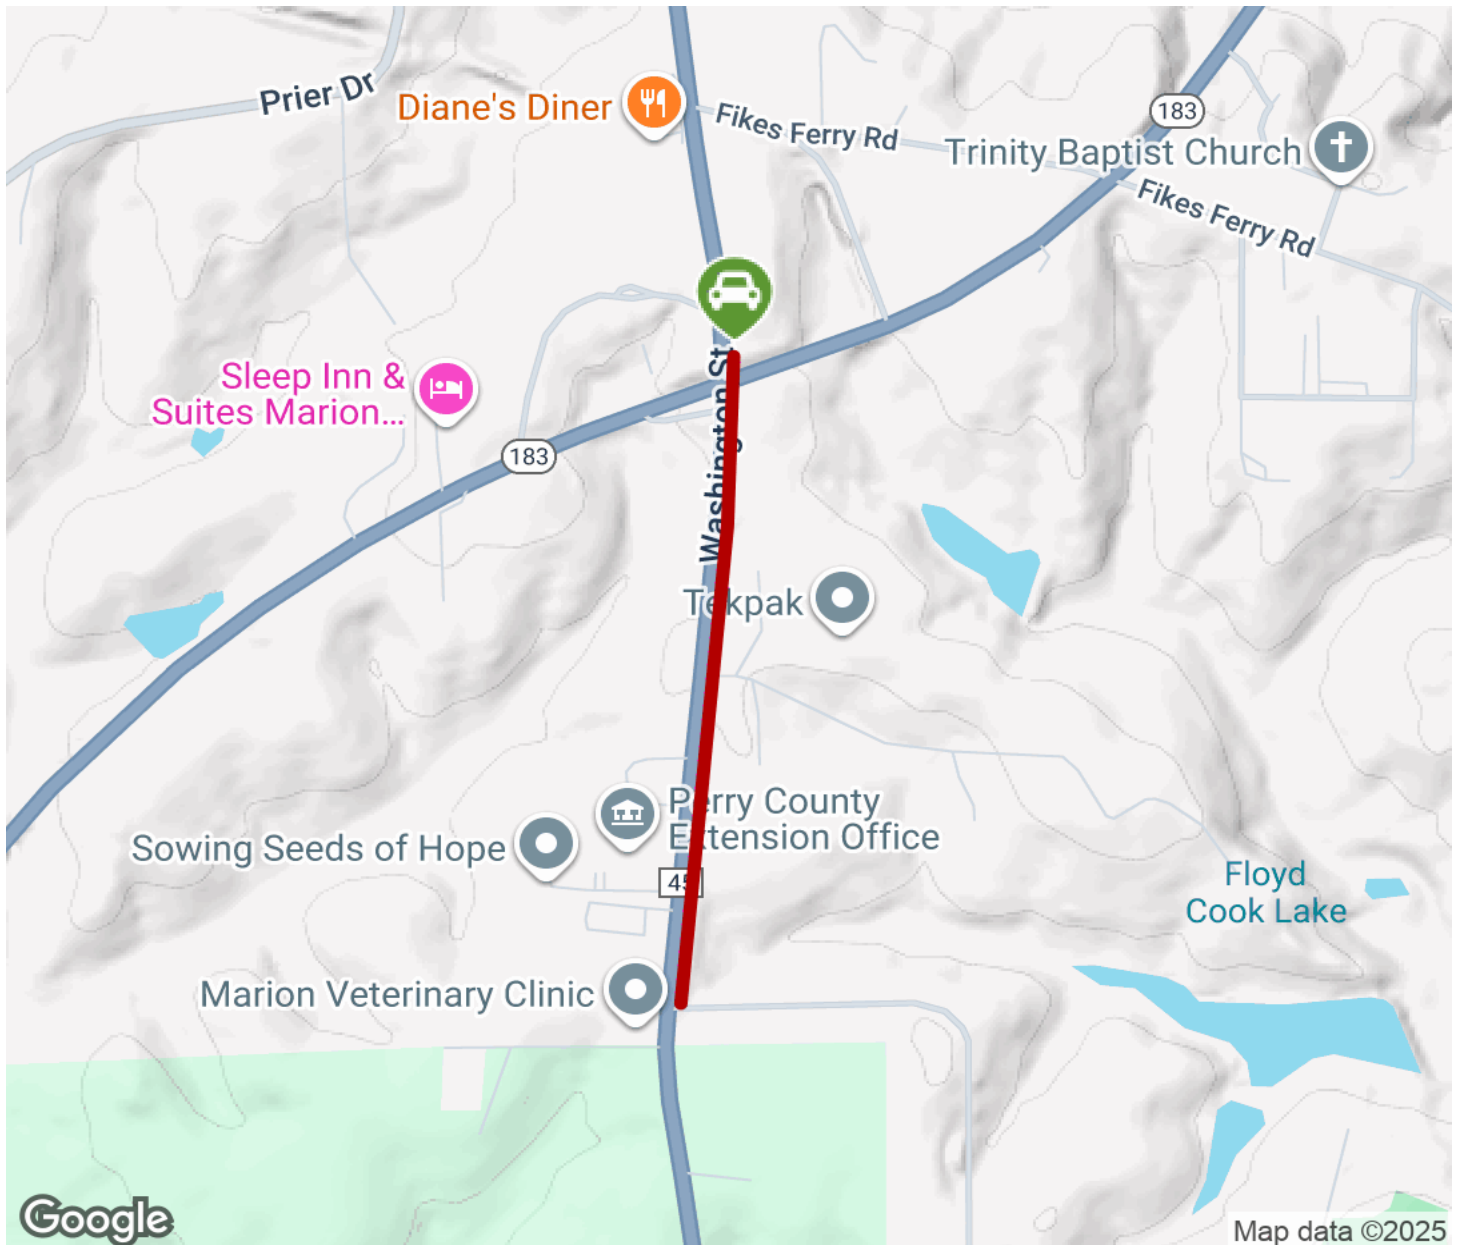 Prier Dr
Diane's Diner
Fikes Ferry Rd
183
Trinity Baptist Church
Fikes Ferry Rd
Sleep Inn &
Suites Marion...
Washington St
183
Tekpak
Perry County
Extension Office
Sowing Seeds of Hope
45
Floyd
Cook Lake
Marion Veterinary Clinic
Google
Map data ©2025